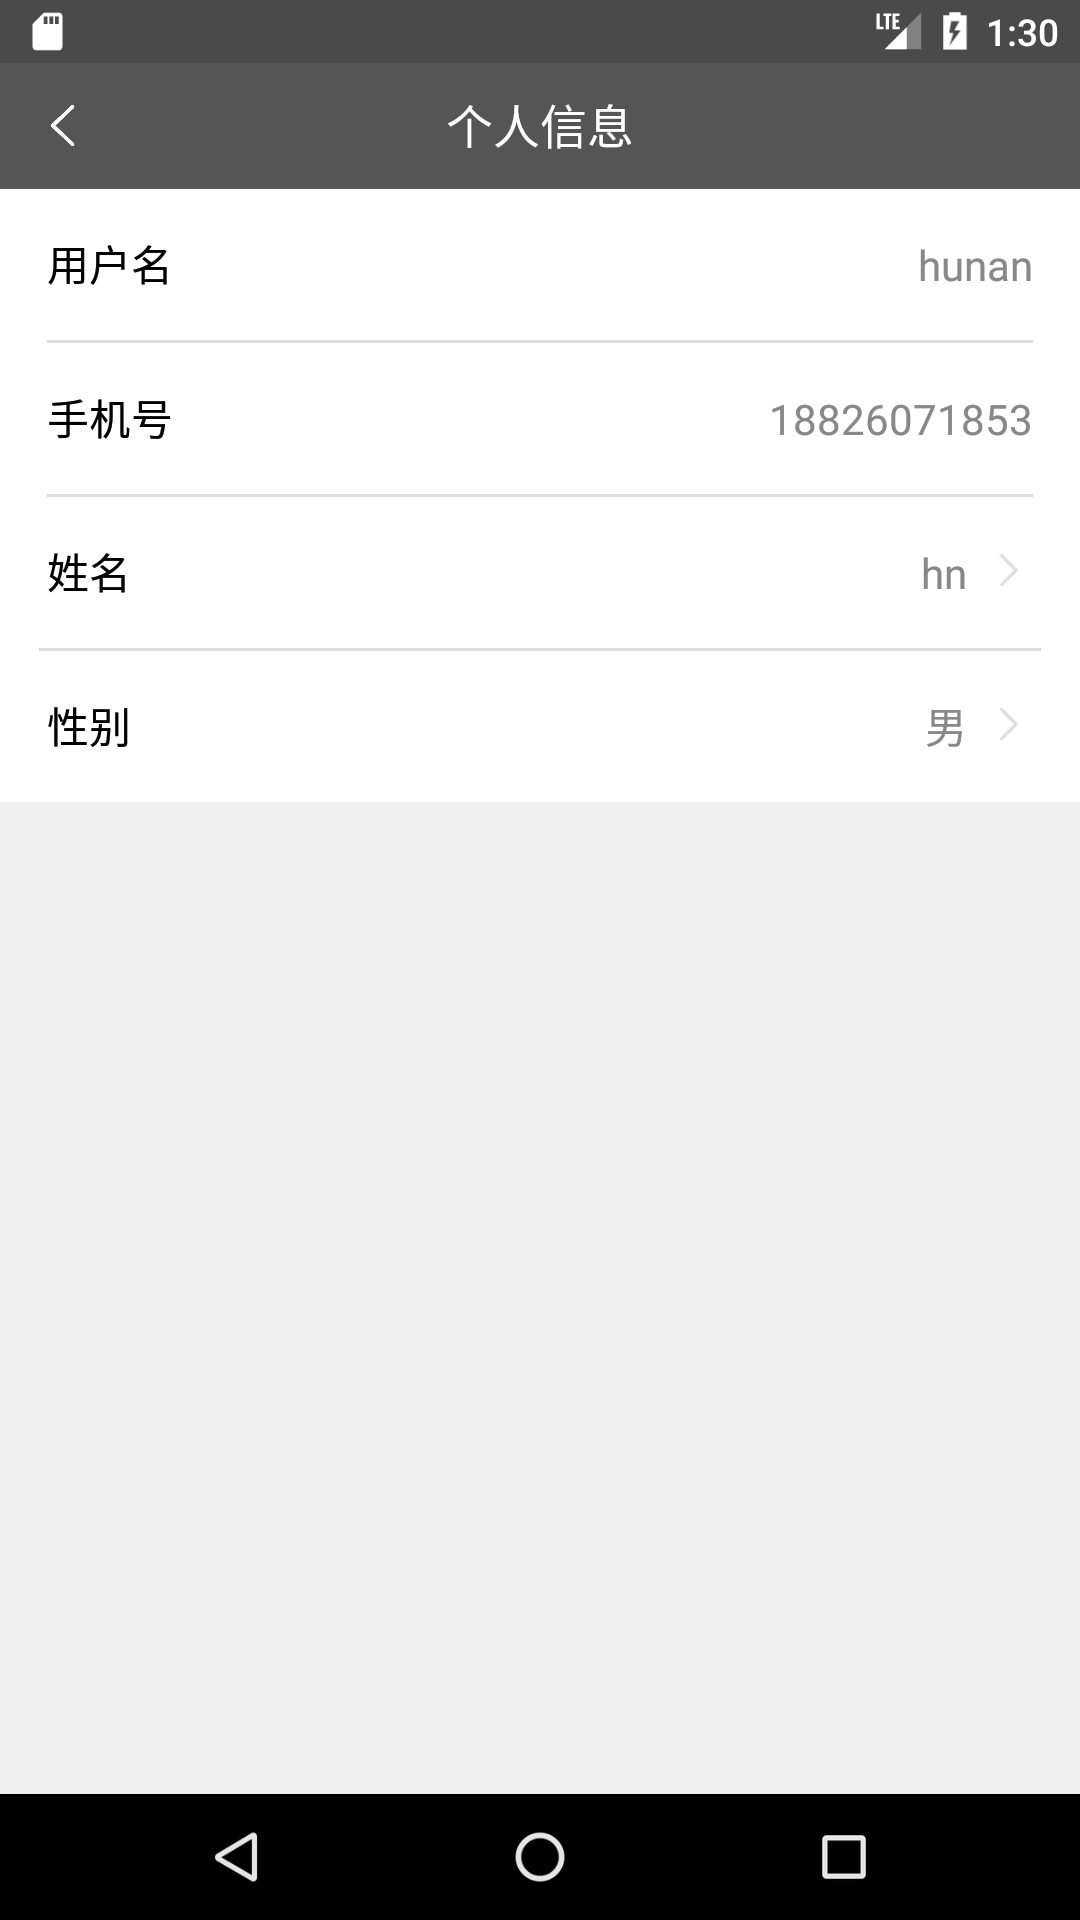 LTE 1:30
个人信息
用户名 hunan
手机号 18826071853
姓名 hn
性别 男